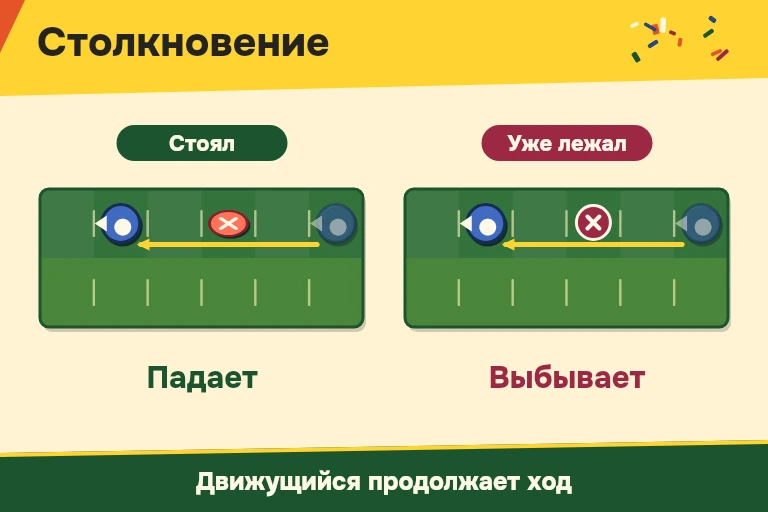 Столкновение
Стоял
Уже лежал
Падает
Выбывает
Движущийся продолжает ход